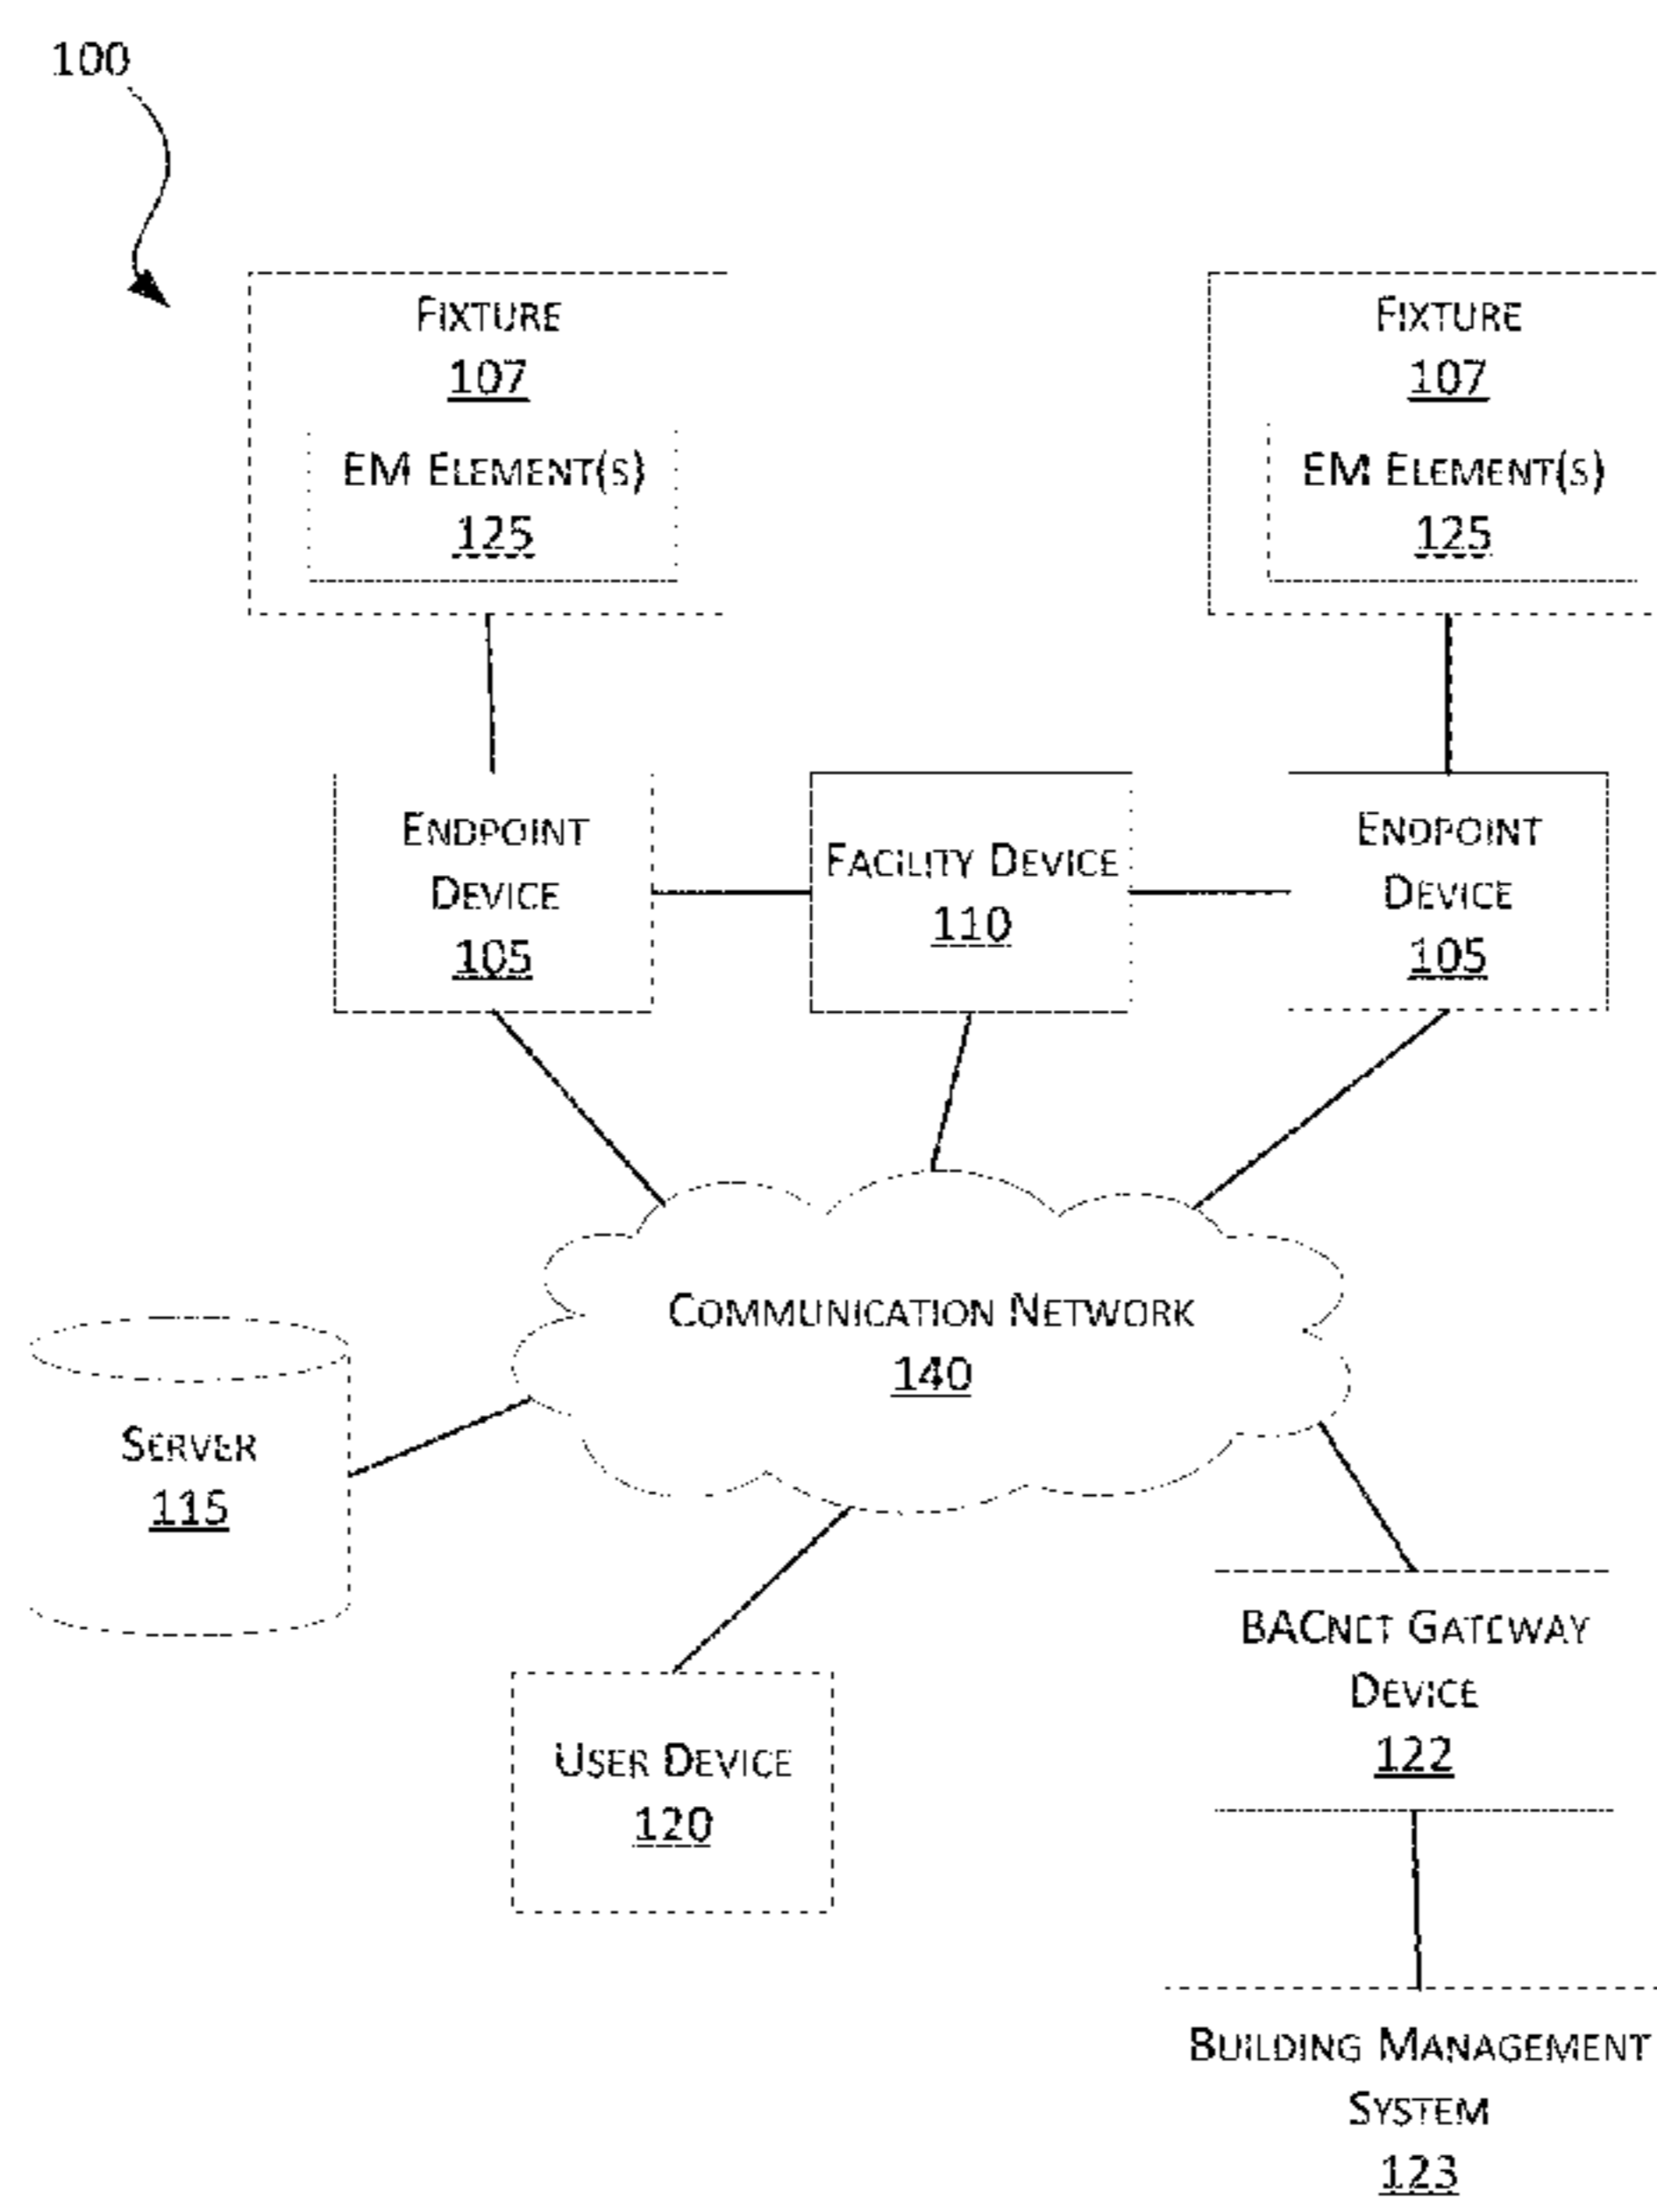 100
FIXTURE
107
EM ELEMENT(S)
125
FIXTURE
107
EM ELEMENT(S)
125
ENDPOINT
DEVICE
105
FACILITY DEVICE
110
ENDPOINT
DEVICE
105
COMMUNICATION NETWORK
140
SERVER
115
USER DEVICE
120
BACNET GATEWAY
DEVICE
122
BUILDING MANAGEMENT
SYSTEM
123